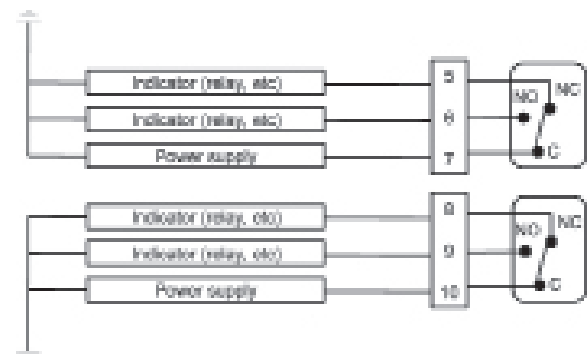 Indicator (relay, etc)
5
NC
NO
Indicator (relay, etc)
6
Power supply
7
C
Indicator (relay, etc)
8
NC
NO
Indicator (relay, etc)
9
C
Power supply
10